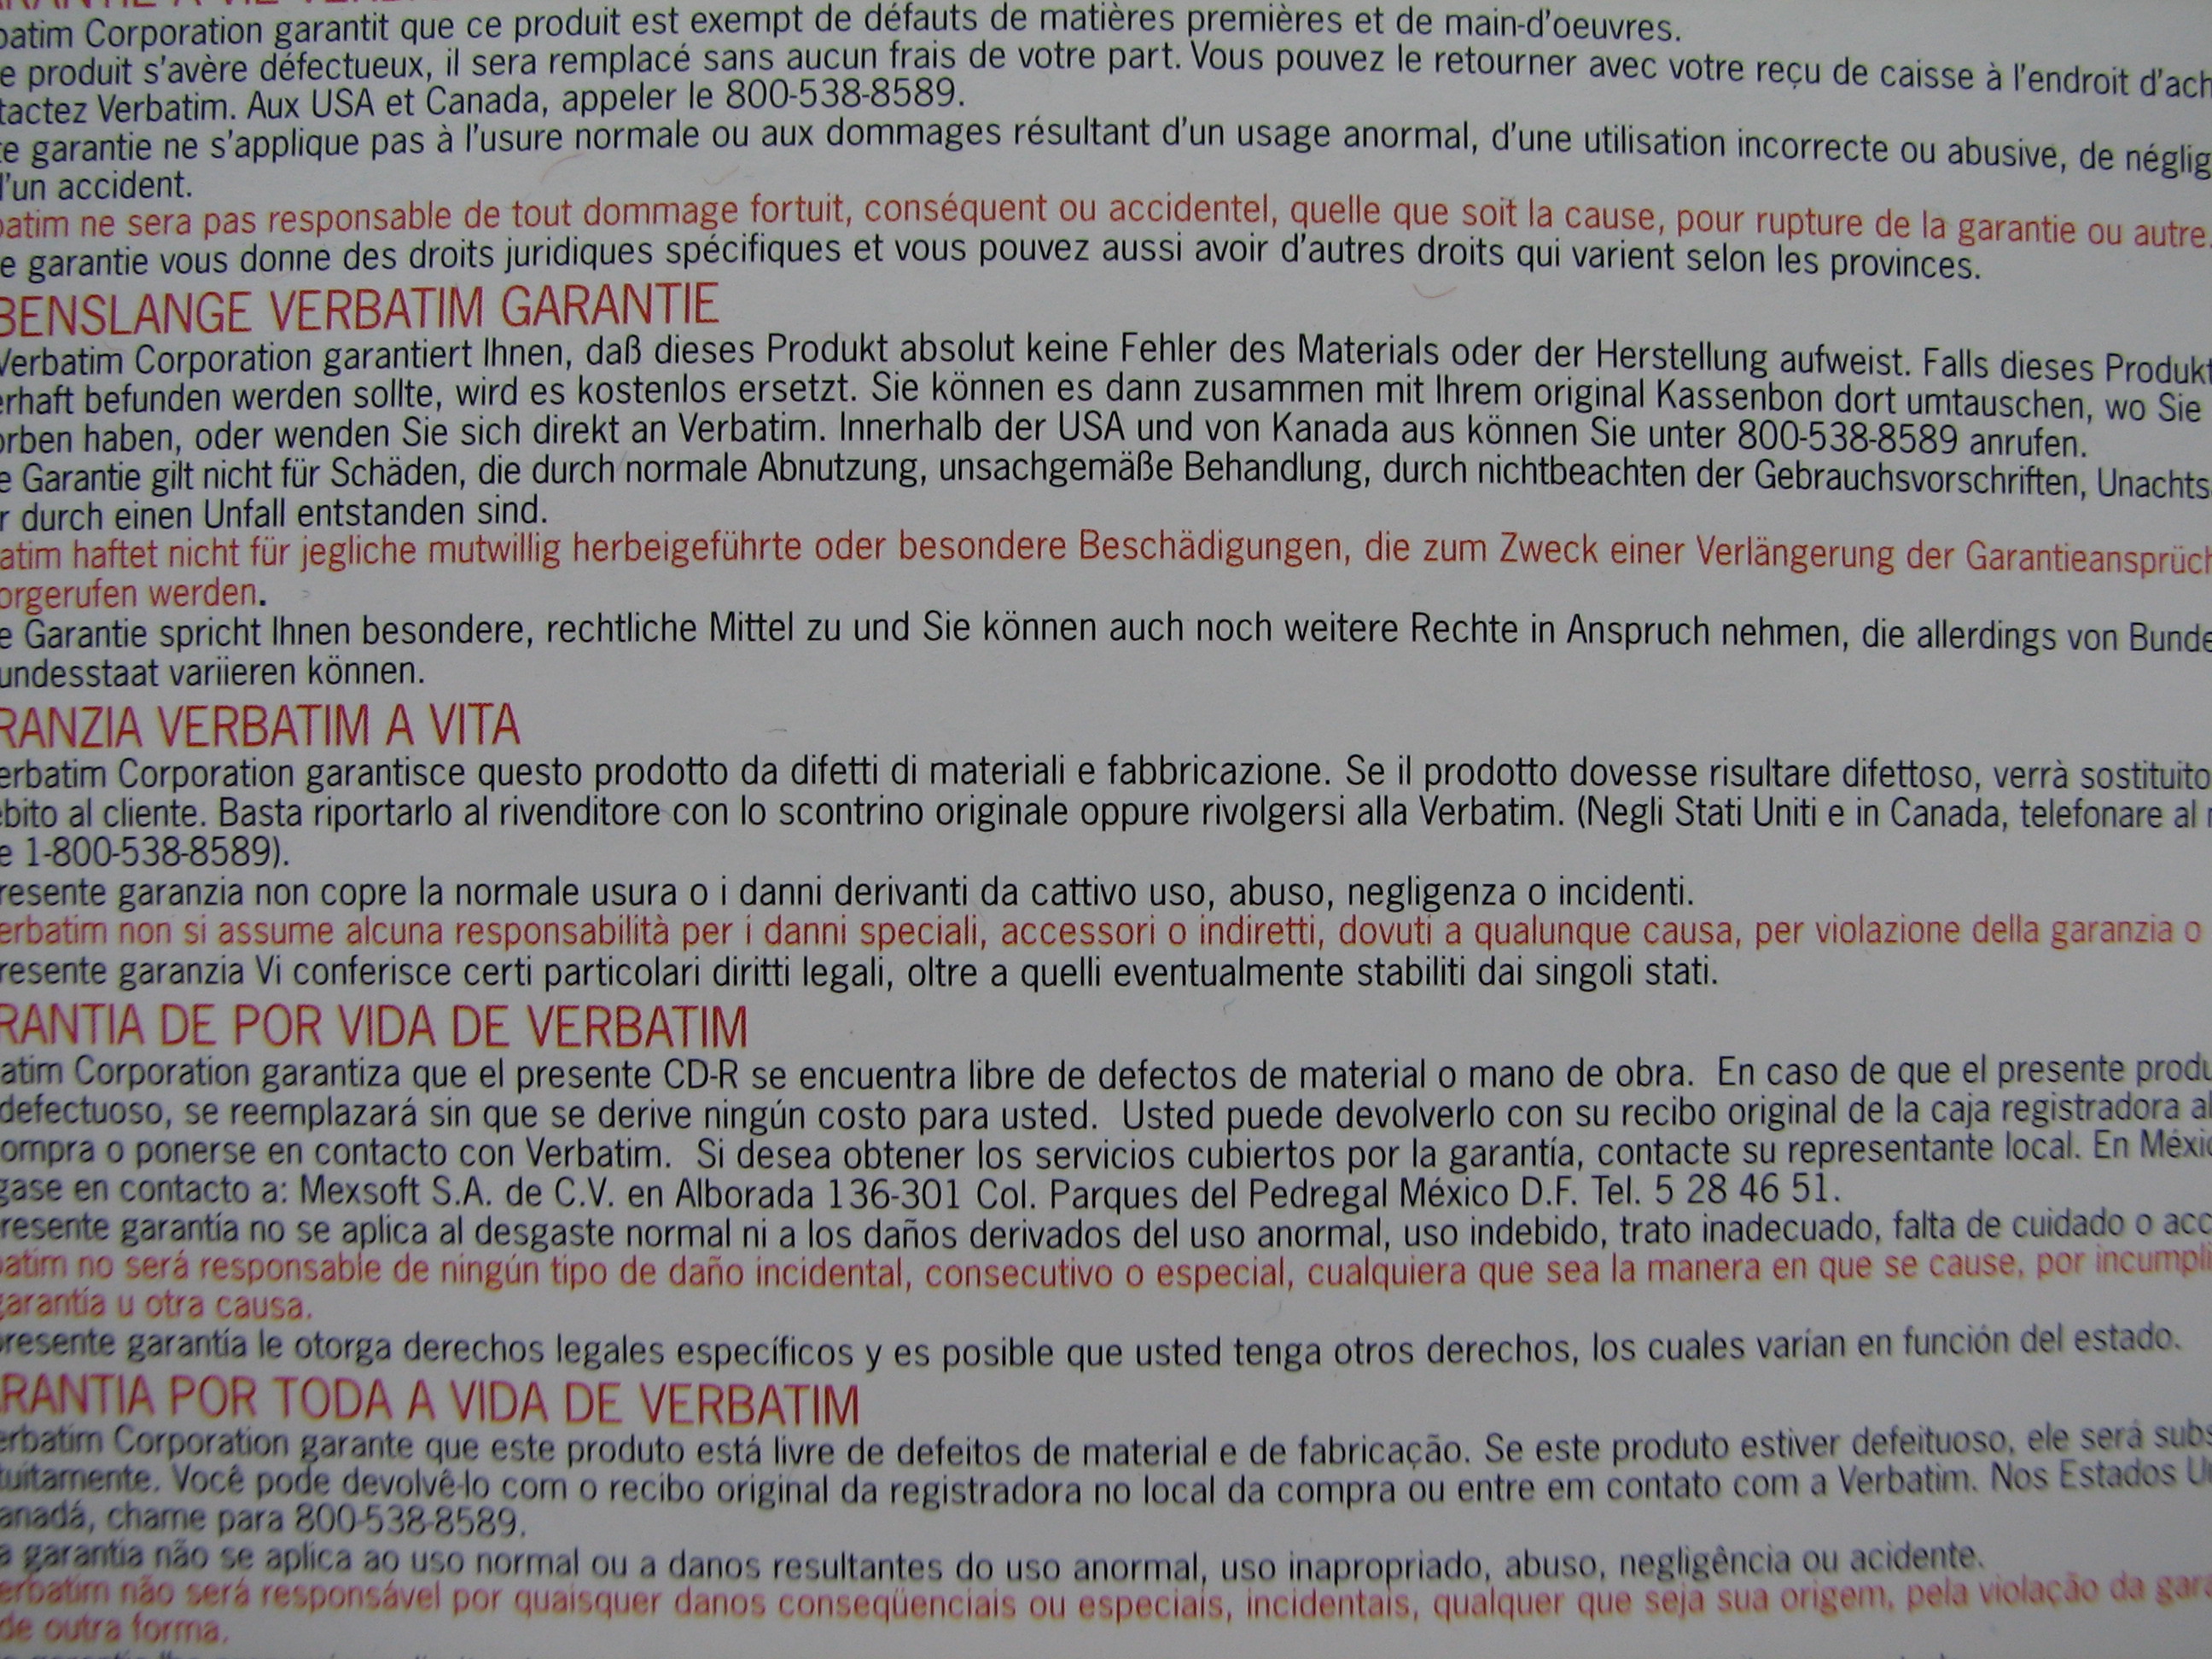 batim Corporation garantit que ce produit est exempt de défauts de matières premières et de main-d'oeuvres.
e produit s'avère défectueux, il sera remplacé sans aucun frais de votre part. Vous pouvez le retourner avec votre reçu de caisse à l'endroit d'ach
tactez Verbatim. Aux USA et Canada, appeler le 800-538-8589.
te garantie ne s'applique pas à l'usure normale ou aux dommages résultant d'un usage anormal, d'une utilisation incorrecte ou abusive, de néglig
d'un accident.
batim ne sera pas responsable de tout dommage fortuit, conséquent ou accidentel, quelle que soit la cause, pour rupture de la garantie ou autre.
e garantie vous donne des droits juridiques spécifiques et vous pouvez aussi avoir d'autres droits qui varient selon les provinces.
BENSLANGE VERBATIM GARANTIE
Verbatim Corporation garantiert Ihnen, daß dieses Produkt absolut keine Fehler des Materials oder der Herstellung aufweist. Falls dieses Produkt
erhaft befunden werden sollte, wird es kostenlos ersetzt. Sie können es dann zusammen mit Ihrem original Kassenbon dort umtauschen, wo Sie
orben haben, oder wenden Sie sich direkt an Verbatim. Innerhalb der USA und von Kanada aus können Sie unter 800-538-8589 anrufen.
e Garantie gilt nicht für Schäden, die durch normale Abnutzung, unsachgemäße Behandlung, durch nichtbeachten der Gebrauchsvorschriften, Unachts
r durch einen Unfall entstanden sind.
atim haftet nicht für jegliche mutwillig herbeigeführte oder besondere Beschädigungen, die zum Zweck einer Verlängerung der Garantieansprüch
orgerufen werden.
e Garantie spricht Ihnen besondere, rechtliche Mittel zu und Sie können auch noch weitere Rechte in Anspruch nehmen, die allerdings von Bunde
undesstaat variieren können.
RANZIA VERBATIM A VITA
erbatim Corporation garantisce questo prodotto da difetti di materiali e fabbricazione. Se il prodotto dovesse risultare difettoso, verrà sostituito
ebito al cliente. Basta riportarlo al rivenditore con lo scontrino originale oppure rivolgersi alla Verbatim. (Negli Stati Uniti e in Canada, telefonare al
e 1-800-538-8589).
resente garanzia non copre la normale usura o i danni derivanti da cattivo uso, abuso, negligenza o incidenti.
erbatim non si assume alcuna responsabilità per i danni speciali, accessori o indiretti, dovuti a qualunque causa, per violazione della garanzia o
resente garanzia Vi conferisce certi particolari diritti legali, oltre a quelli eventualmente stabiliti dai singoli stati.
RANTIA DE POR VIDA DE VERBATIM
atim Corporation garantiza que el presente CD-R se encuentra libre de defectos de material o mano de obra. En caso de que el presente produ
defectuoso, se reemplazará sin que se derive ningún costo para usted. Usted puede devolverlo con su recibo original de la caja registradora al
ompra o ponerse en contacto con Verbatim. Si desea obtener los servicios cubiertos por la garantía, contacte su representante local. En Méxic
gase en contacto a: Mexsoft S.A. de C.V. en Alborada 136-301 Col. Parques del Pedregal México D.F. Tel. 5 28 46 51.
resente garantía no se aplica al desgaste normal ni a los daños derivados del uso anormal, uso indebido, trato inadecuado, falta de cuidado o acc
batim no será responsable de ningún tipo de daño incidental, consecutivo o especial, cualquiera que sea la manera en que se cause, por incumpli
garantía u otra causa.
presente garantía le otorga derechos legales específicos y es posible que usted tenga otros derechos, los cuales varían en función del estado.
RANTIA POR TODA A VIDA DE VERBATIM
erbatim Corporation garante que este produto está livre de defeitos de material e de fabricação. Se este produto estiver defeituoso, ele será subs
tuitamente. Você pode devolvê-lo com o recibo original da registradora no local da compra ou entre em contato com a Verbatim. Nos Estados U
anadá, chame para 800-538-8589.
a garantia não se aplica ao uso normal ou a danos resultantes do uso anormal, uso inapropriado, abuso, negligência ou acidente.
erbatim não será responsável por quaisquer danos conseqüenciais ou especiais, incidentais, qualquer que seja sua origem, pela violação da gara
de outra forma.